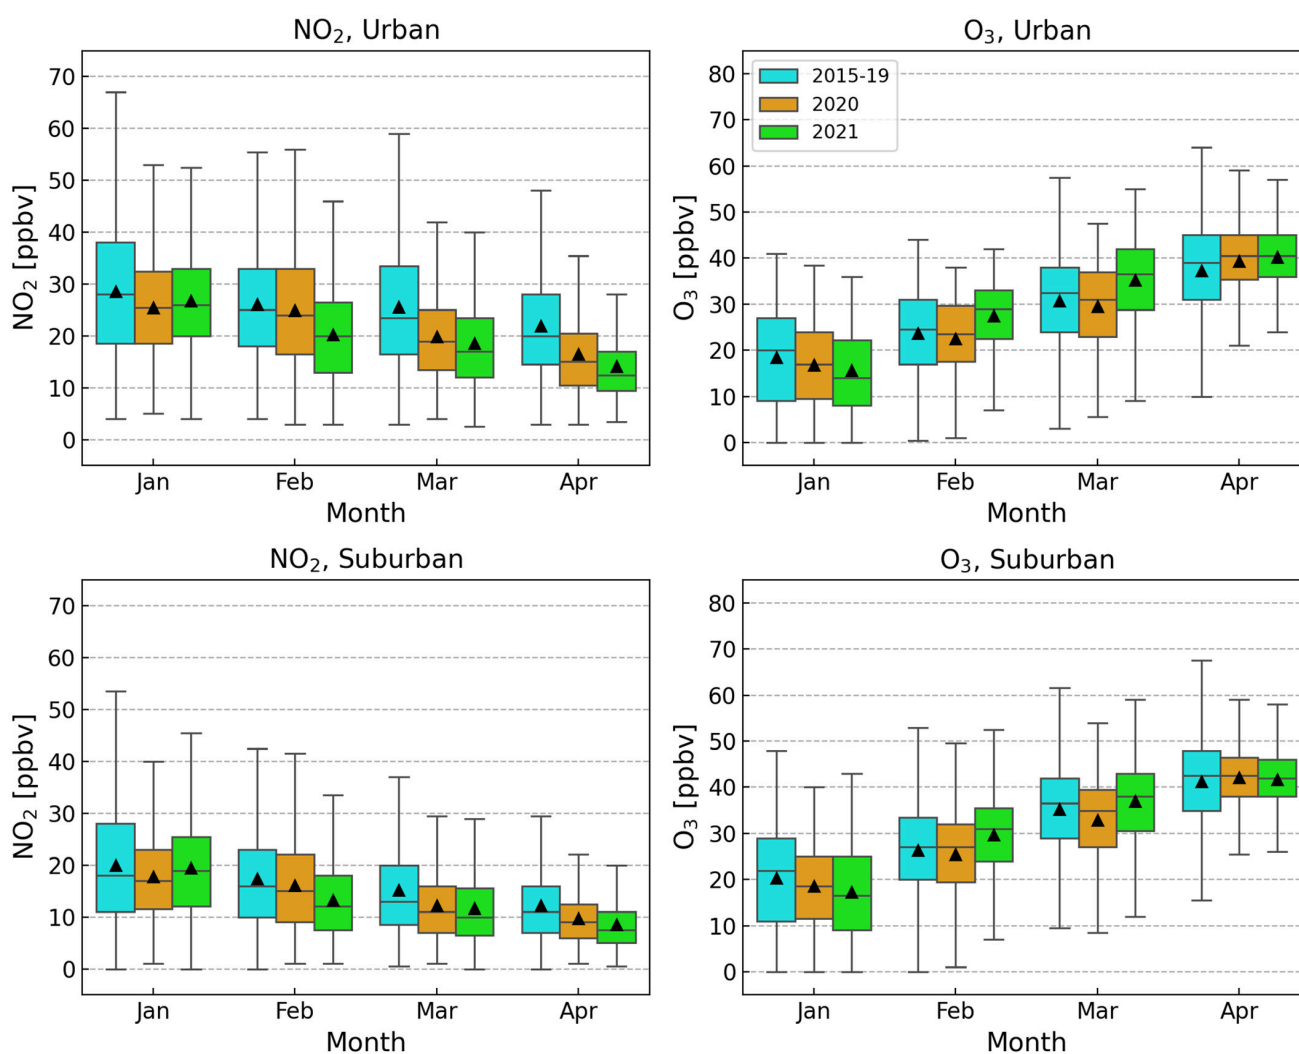 NO₂, Urban
NO₂ [ppbv]
70
60
50
40
30
20
10
0
Jan Feb Mar Apr
Month
O₃, Urban
O₃ [ppbv]
80
70
60
50
40
30
20
10
0
2015-19
2020
2021
Jan Feb Mar Apr
Month
NO₂, Suburban
NO₂ [ppbv]
70
60
50
40
30
20
10
0
Jan Feb Mar Apr
Month
O₃, Suburban
O₃ [ppbv]
80
70
60
50
40
30
20
10
0
Jan Feb Mar Apr
Month